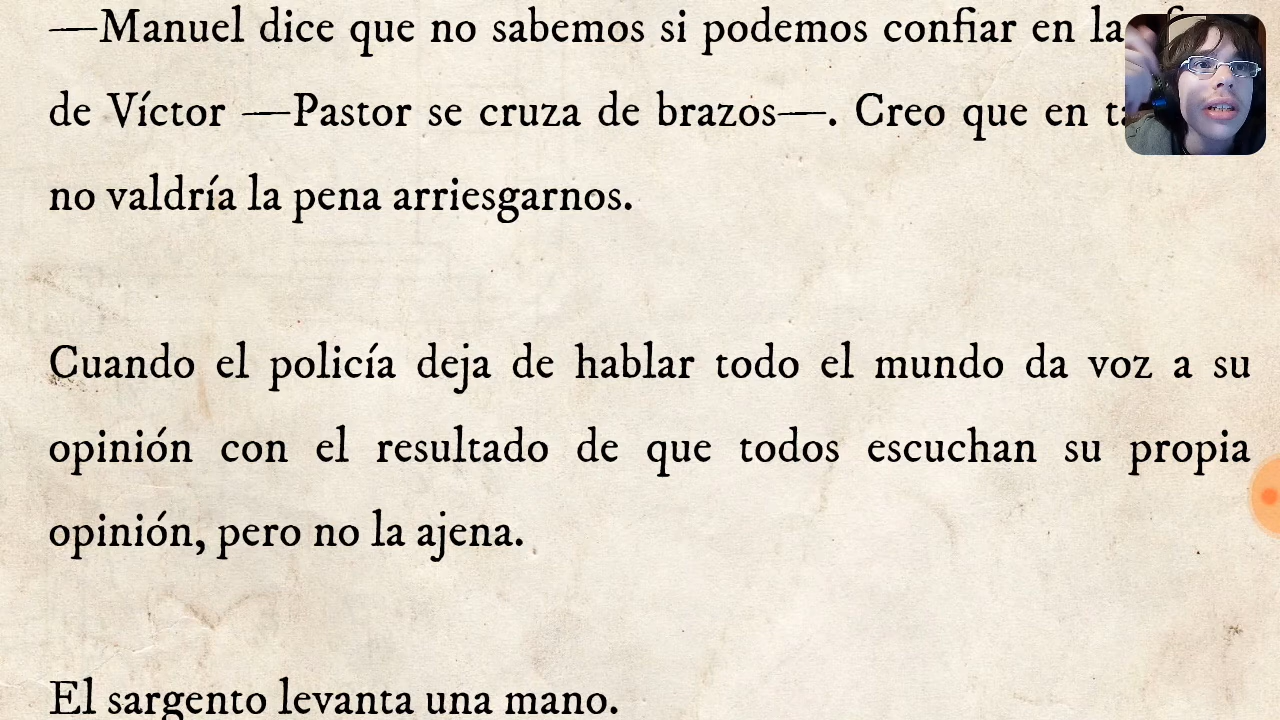 —Manuel dice que no sabemos si podemos confiar en la
de Víctor —Pastor se cruza de brazos—. Creo que en
no valdría la pena arriesgarnos.
Cuando el policía deja de hablar todo el mundo da voz a su
opinión con el resultado de que todos escuchan su propia
opinión, pero no la ajena.
El sargento levanta una mano.